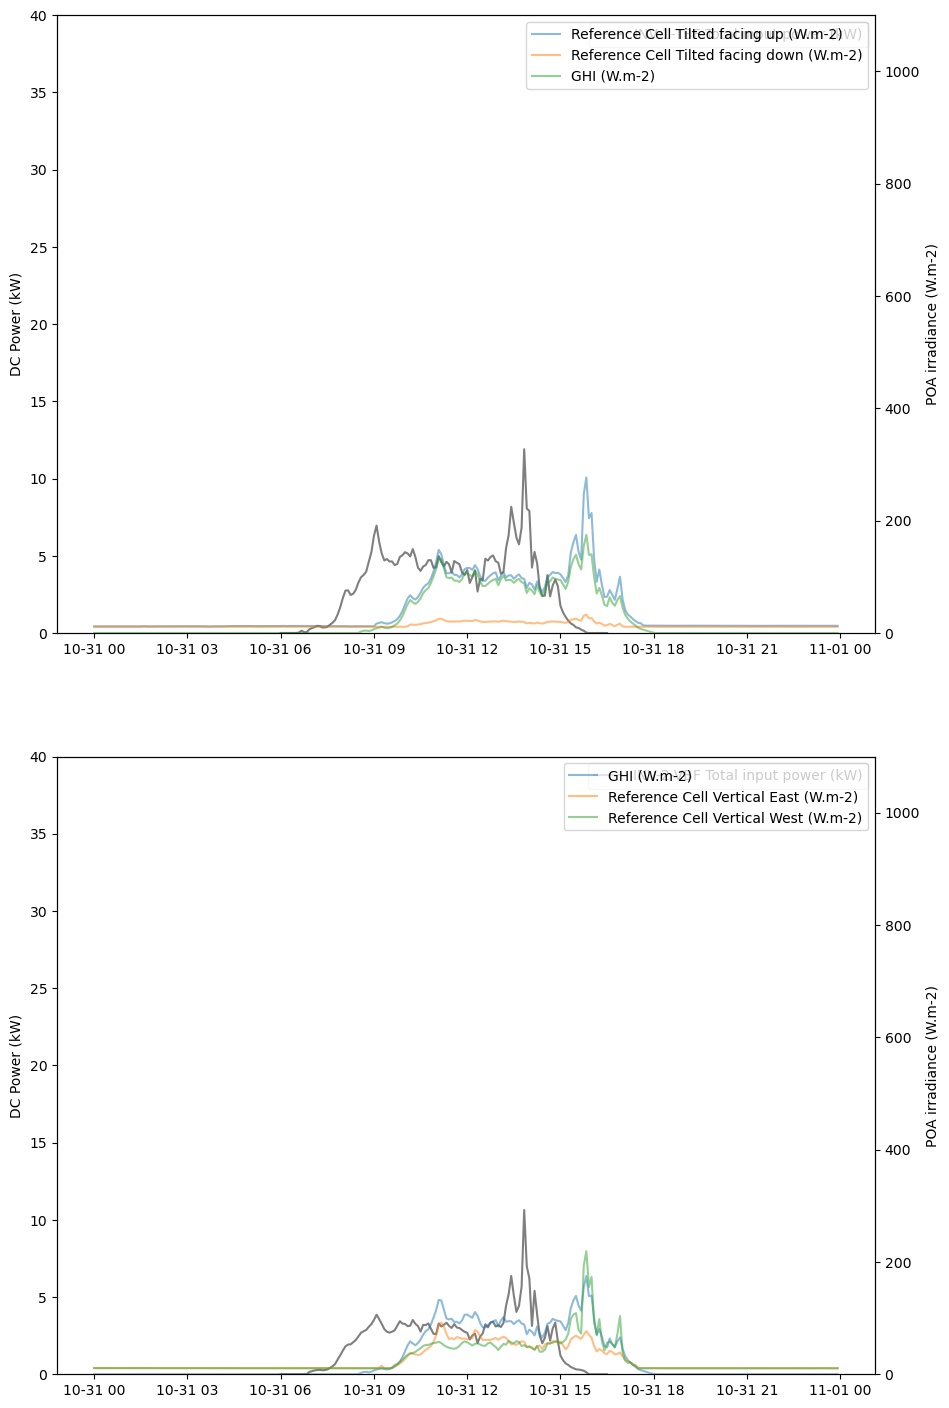 40
35
30
25
20
15
10
5
0
DC Power (kW)
Reference Cell Tilted facing up (W.m-2)
Reference Cell Tilted facing down (W.m-2)
GHI (W.m-2)
1000
800
600
400
200
0
POA irradiance (W.m-2)
10-31 00 10-31 03 10-31 06 10-31 09 10-31 12 10-31 15 10-31 18 10-31 21 11-01 00
40
35
30
25
20
15
10
5
0
DC Power (kW)
GHI (W.m-2)
Total input power (kW)
Reference Cell Vertical East (W.m-2)
Reference Cell Vertical West (W.m-2)
1000
800
600
400
200
0
POA irradiance (W.m-2)
10-31 00 10-31 03 10-31 06 10-31 09 10-31 12 10-31 15 10-31 18 10-31 21 11-01 00